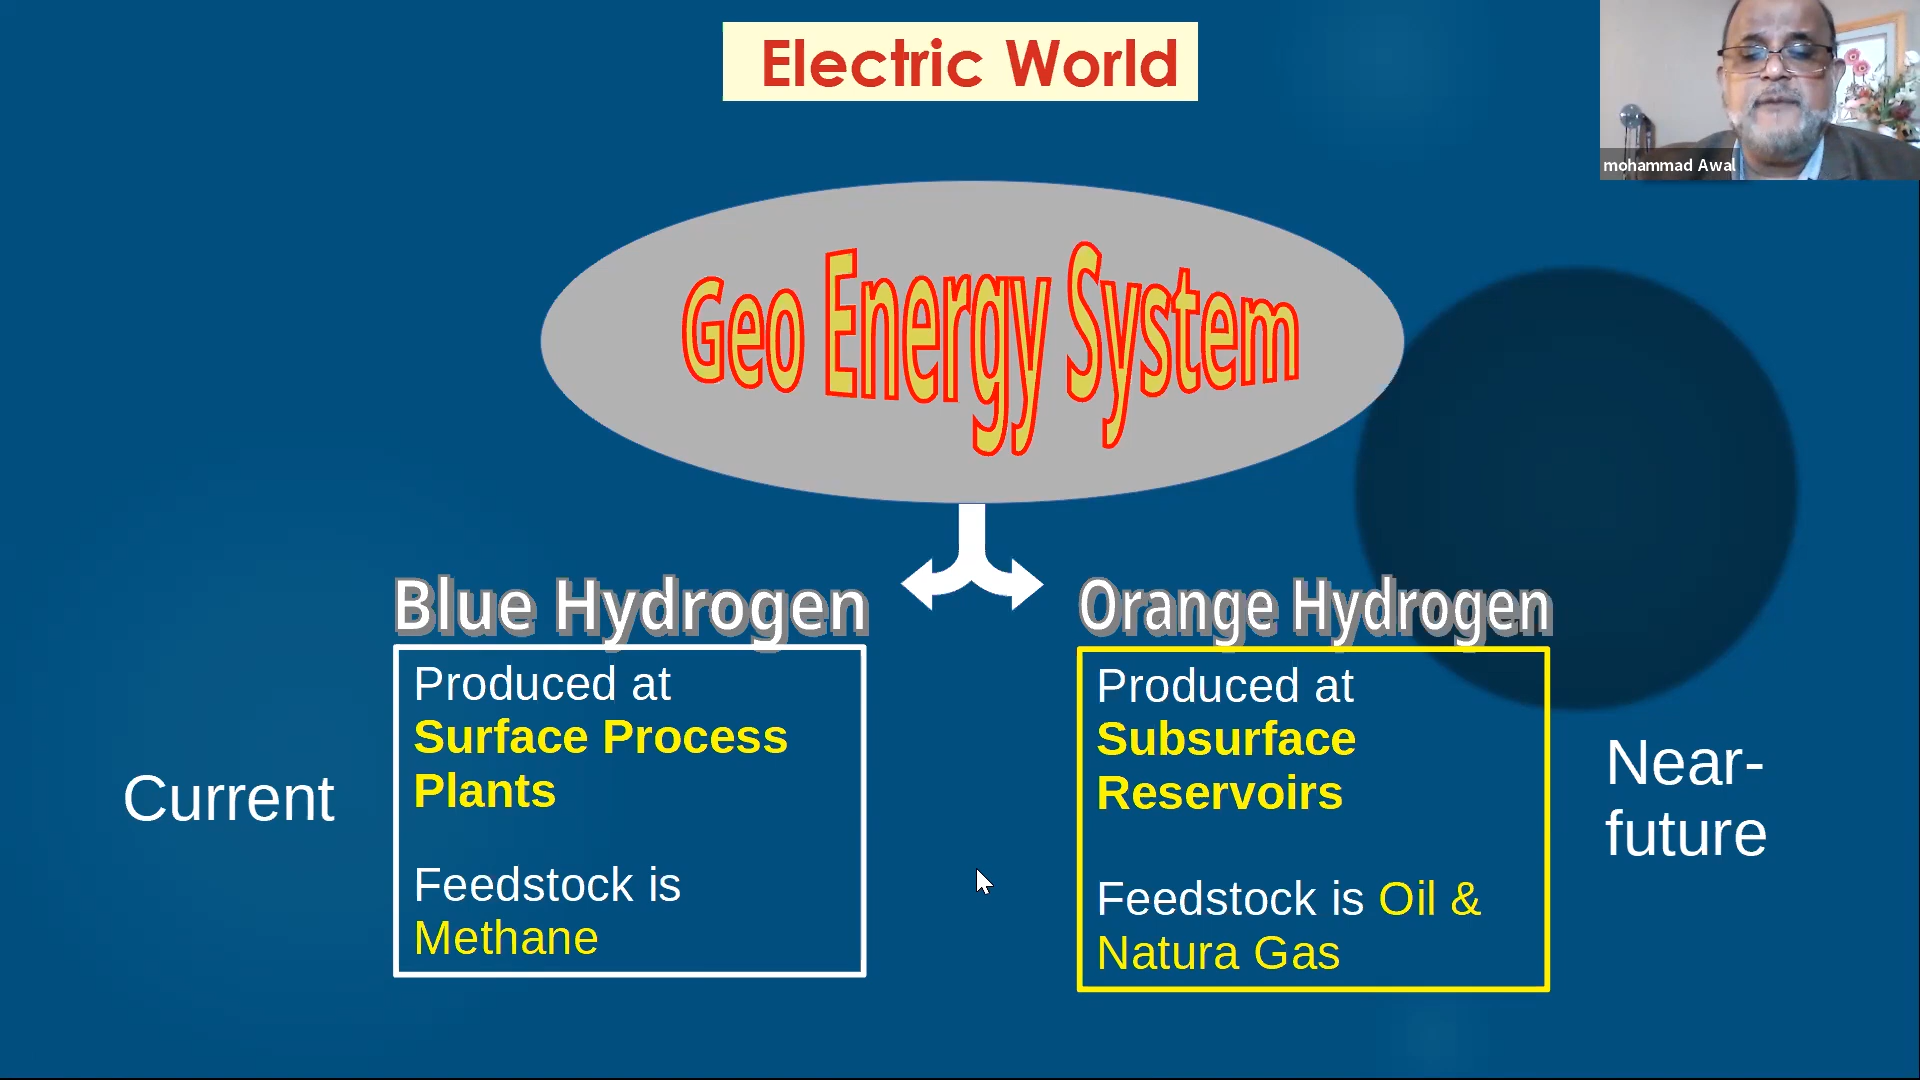 Electric World
mohammad Awal
Geo Energy System
Blue Hydrogen
Orange Hydrogen
Current
Produced at
Surface Process
Plants
Feedstock is
Methane
Produced at
Subsurface
Reservoirs
Feedstock is Oil &
Natura Gas
Near-
future